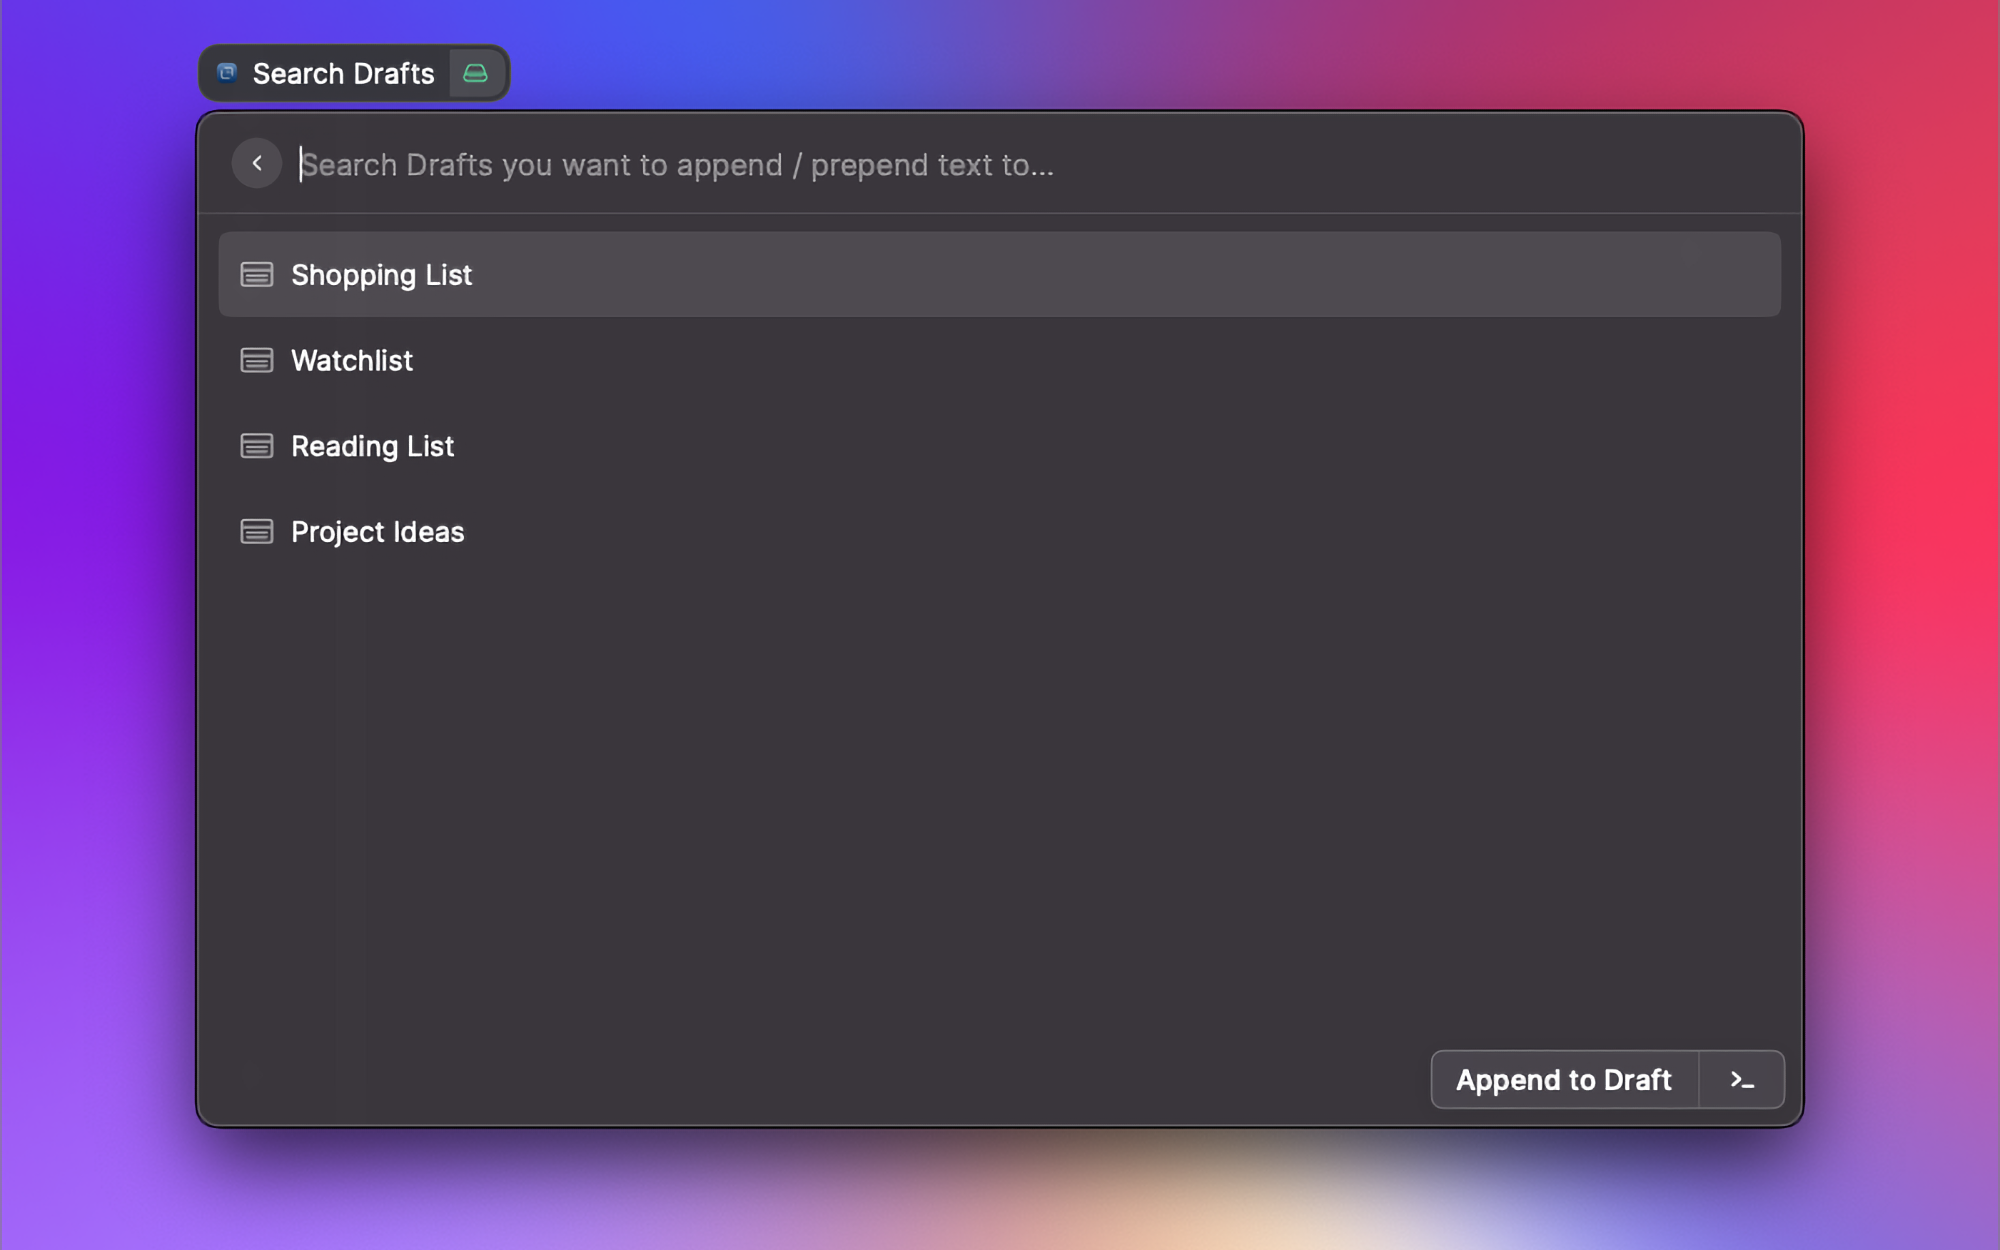 Search Drafts
Search Drafts you want to append / prepend text to...
Shopping List
Watchlist
Reading List
Project Ideas
Append to Draft